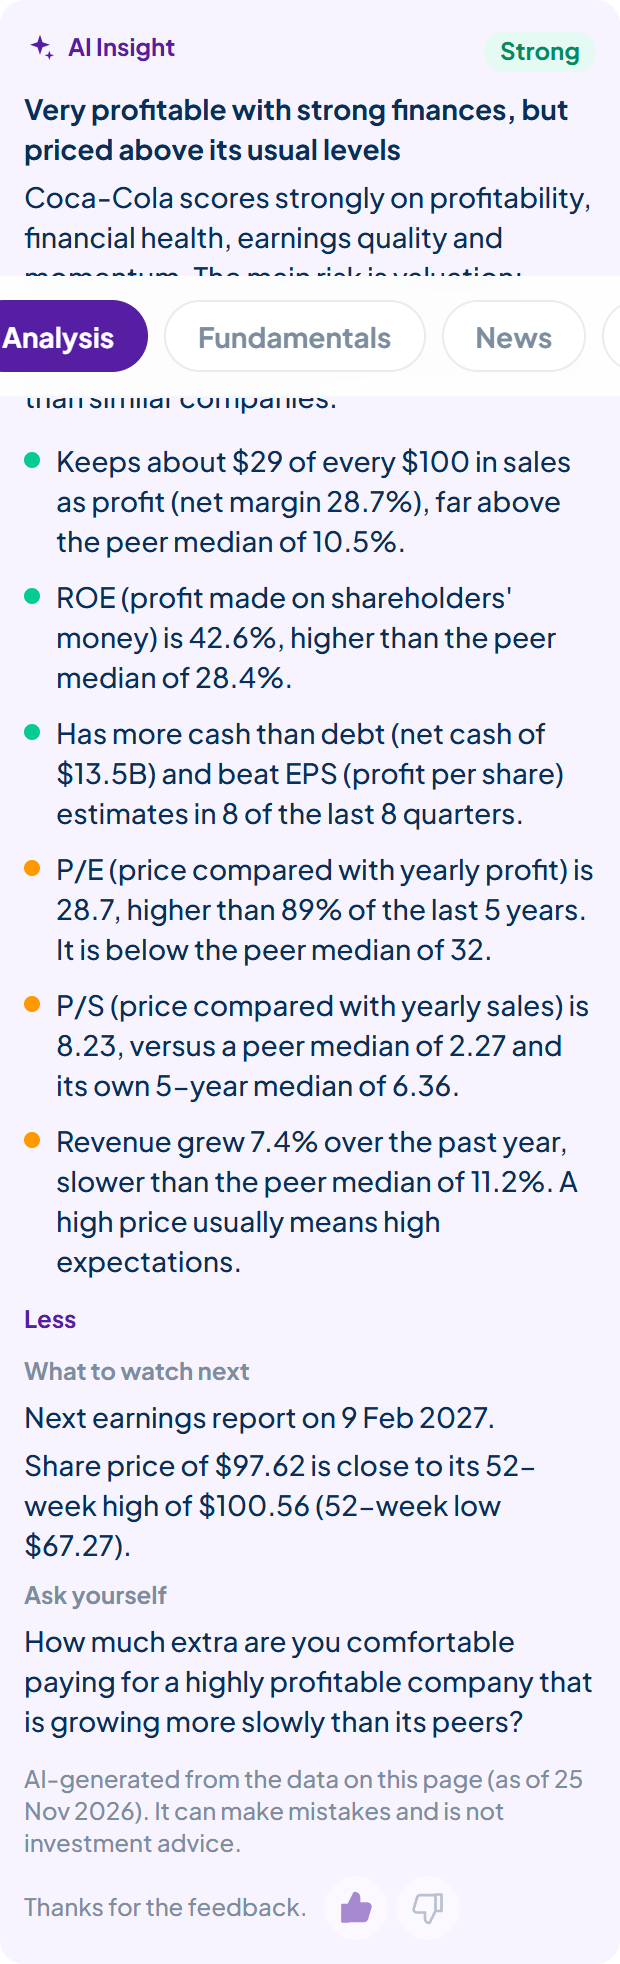 AI Insight
Strong
Very profitable with strong finances, but
priced above its usual levels
Coca-Cola scores strongly on profitability,
financial health, earnings quality and
momentum. The main risk is valuation:
Analysis
Fundamentals
News
than similar companies.
Keeps about $29 of every $100 in sales
as profit (net margin 28.7%), far above
the peer median of 10.5%.
ROE (profit made on shareholders'
money) is 42.6%, higher than the peer
median of 28.4%.
Has more cash than debt (net cash of
$13.5B) and beat EPS (profit per share)
estimates in 8 of the last 8 quarters.
P/E (price compared with yearly profit) is
28.7, higher than 89% of the last 5 years.
It is below the peer median of 32.
P/S (price compared with yearly sales) is
8.23, versus a peer median of 2.27 and
its own 5-year median of 6.36.
Revenue grew 7.4% over the past year,
slower than the peer median of 11.2%. A
high price usually means high
expectations.
Less
What to watch next
Next earnings report on 9 Feb 2027.
Share price of $97.62 is close to its 52-
week high of $100.56 (52-week low
$67.27).
Ask yourself
How much extra are you comfortable
paying for a highly profitable company that
is growing more slowly than its peers?
AI-generated from the data on this page (as of 25
Nov 2026). It can make mistakes and is not
investment advice.
Thanks for the feedback.